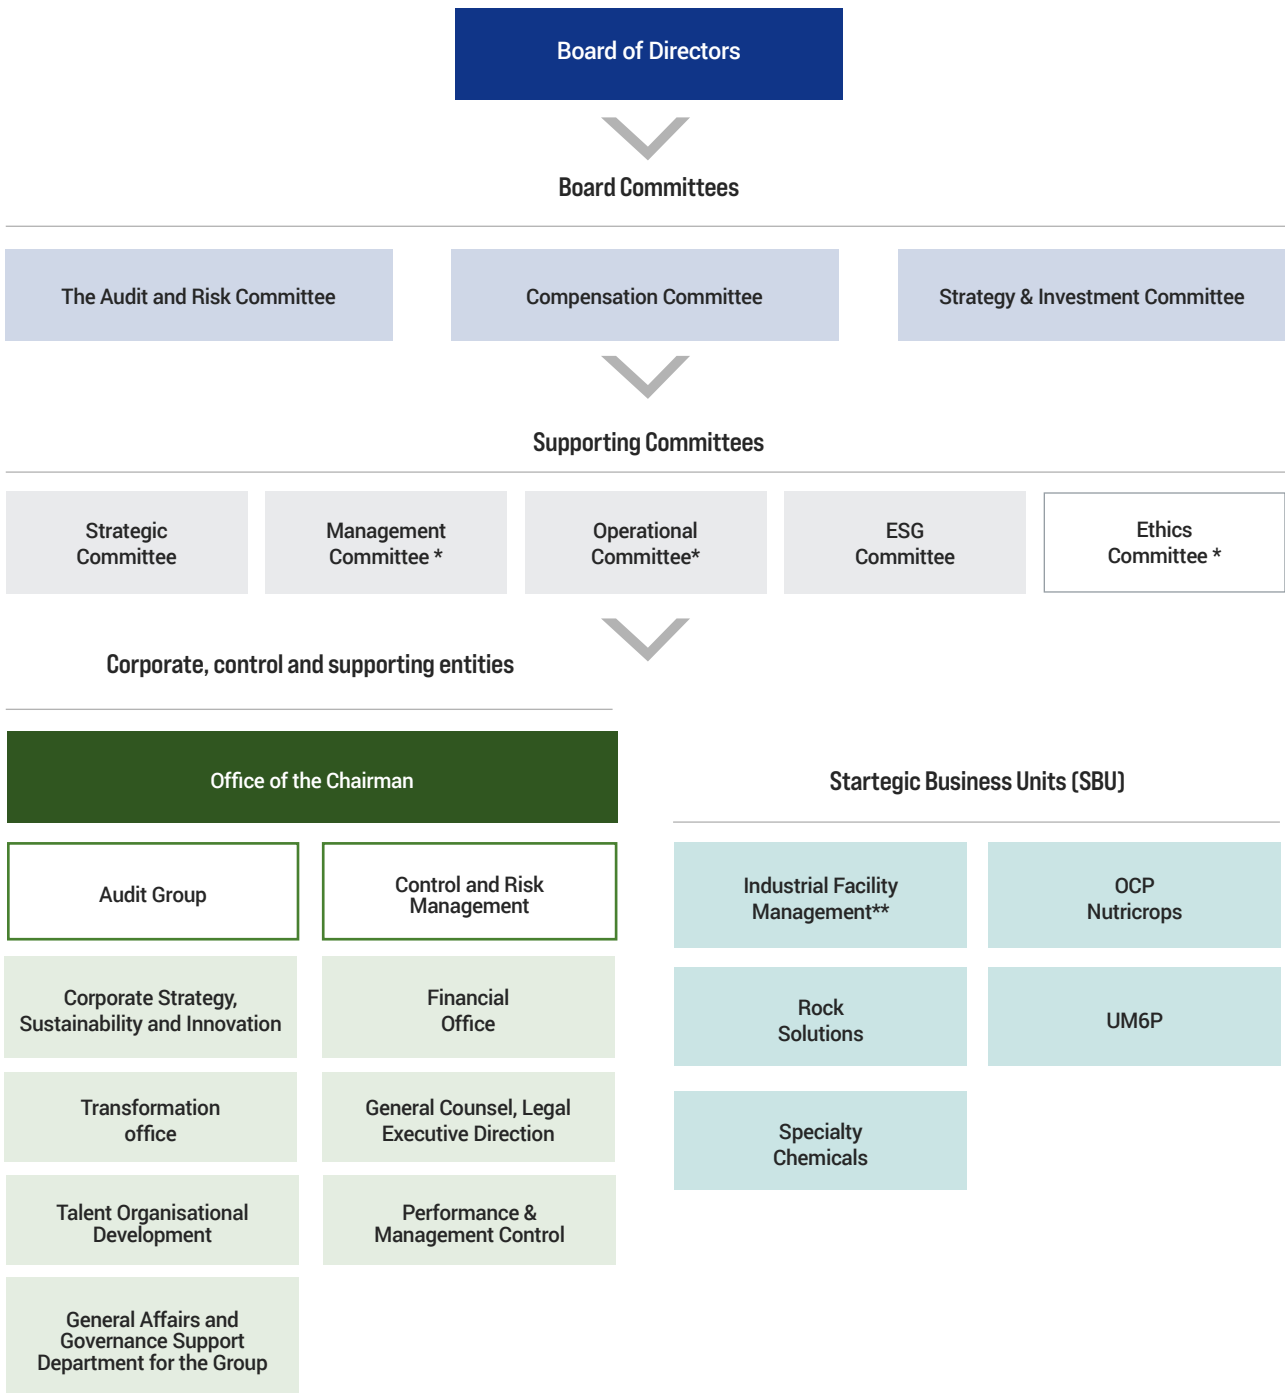 Board of Directors
Board Committees
The Audit and Risk Committee
Compensation Committee
Strategy & Investment Committee
Supporting Committees
Strategic
Committee
Management
Committee *
Operational
Committee*
ESG
Committee
Ethics
Committee *
Corporate, control and supporting entities
Office of the Chairman
Audit Group
Control and Risk
Management
Corporate Strategy,
Sustainability and Innovation
Financial
Office
Transformation
office
General Counsel, Legal
Executive Direction
Talent Organisational
Development
Performance &
Management Control
General Affairs and
Governance Support
Department for the Group
Startegic Business Units (SBU)
Industrial Facility
Management**
OCP
Nutricrops
Rock
Solutions
UM6P
Specialty
Chemicals